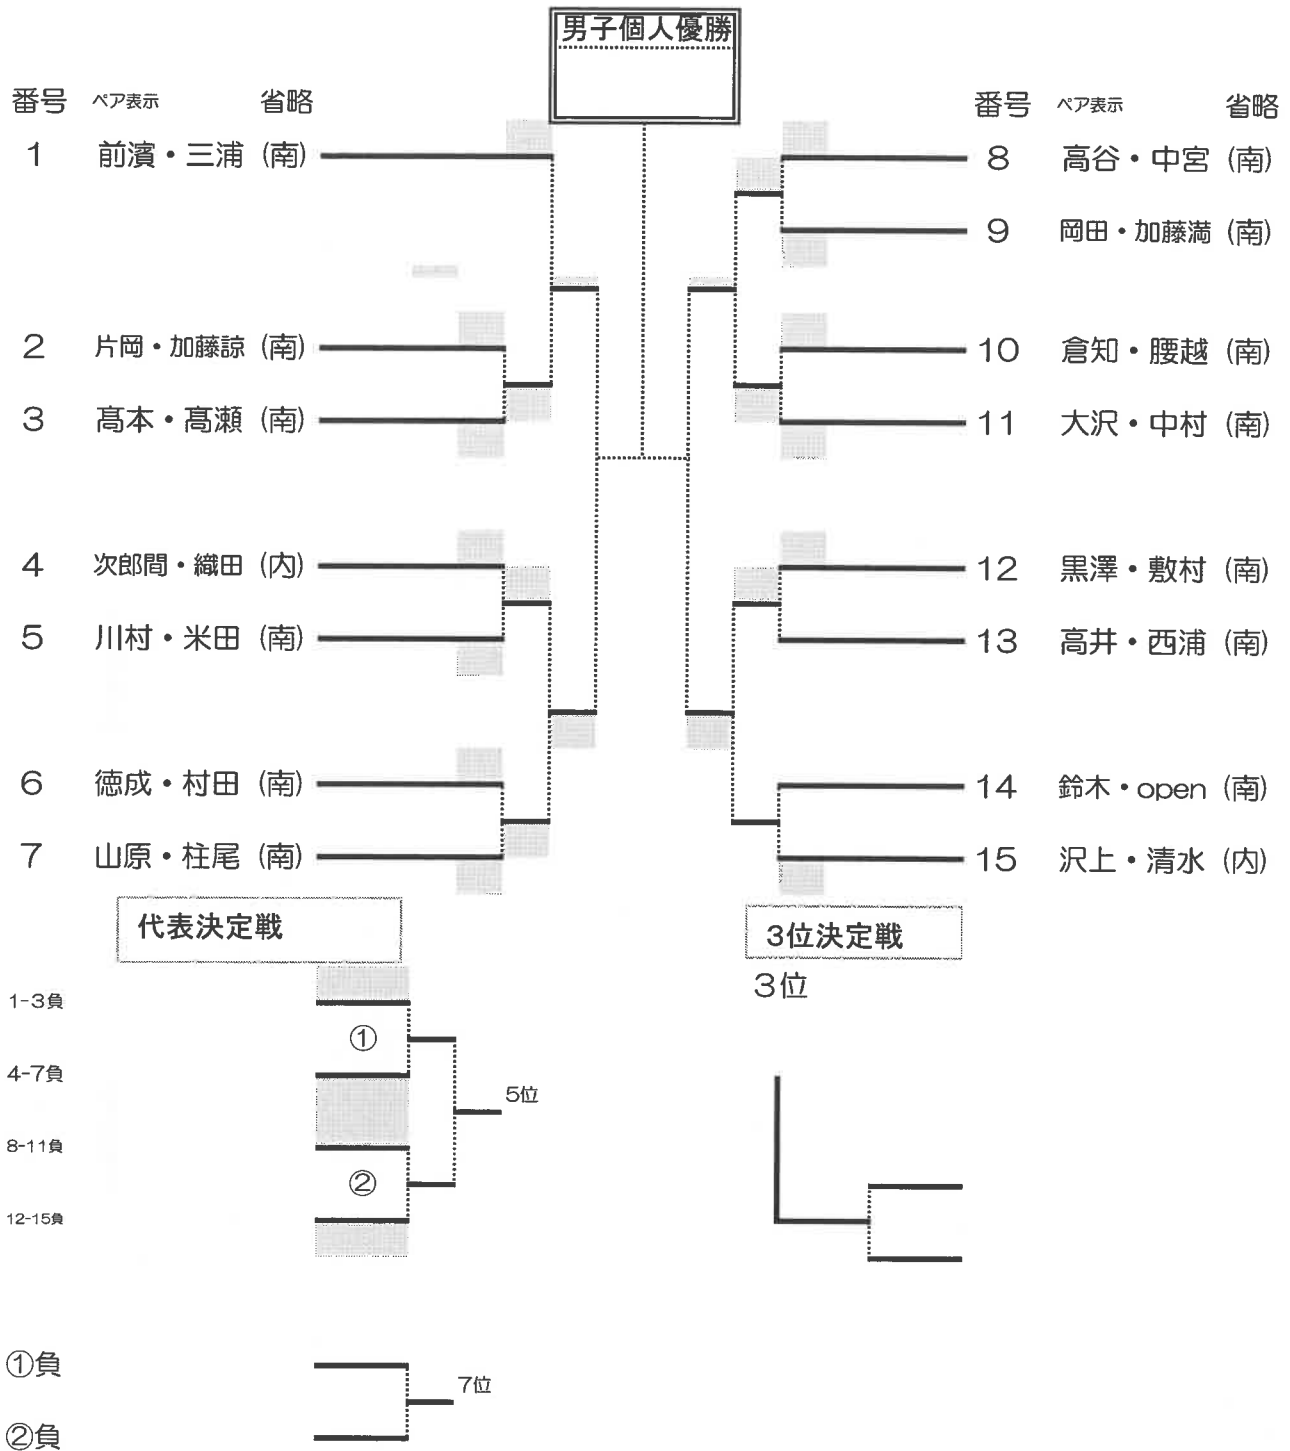 男子個人優勝
番号 ペア表示 省略
1 前濱・三浦 (南)
2 片岡・加藤諒 (南)
3 髙本・髙瀬 (南)
4 次郎間・織田 (内)
5 川村・米田 (南)
6 徳成・村田 (南)
7 山原・柱尾 (南)
番号 ペア表示 省略
8 高谷・中宮 (南)
9 岡田・加藤満 (南)
10 倉知・腰越 (南)
11 大沢・中村 (南)
12 黒澤・敷村 (南)
13 高井・西浦 (南)
14 鈴木・open (南)
15 沢上・清水 (内)
代表決定戦
1-3負
①
4-7負
5位
8-11負
②
12-15負
①負
7位
②負
3位決定戦
3位